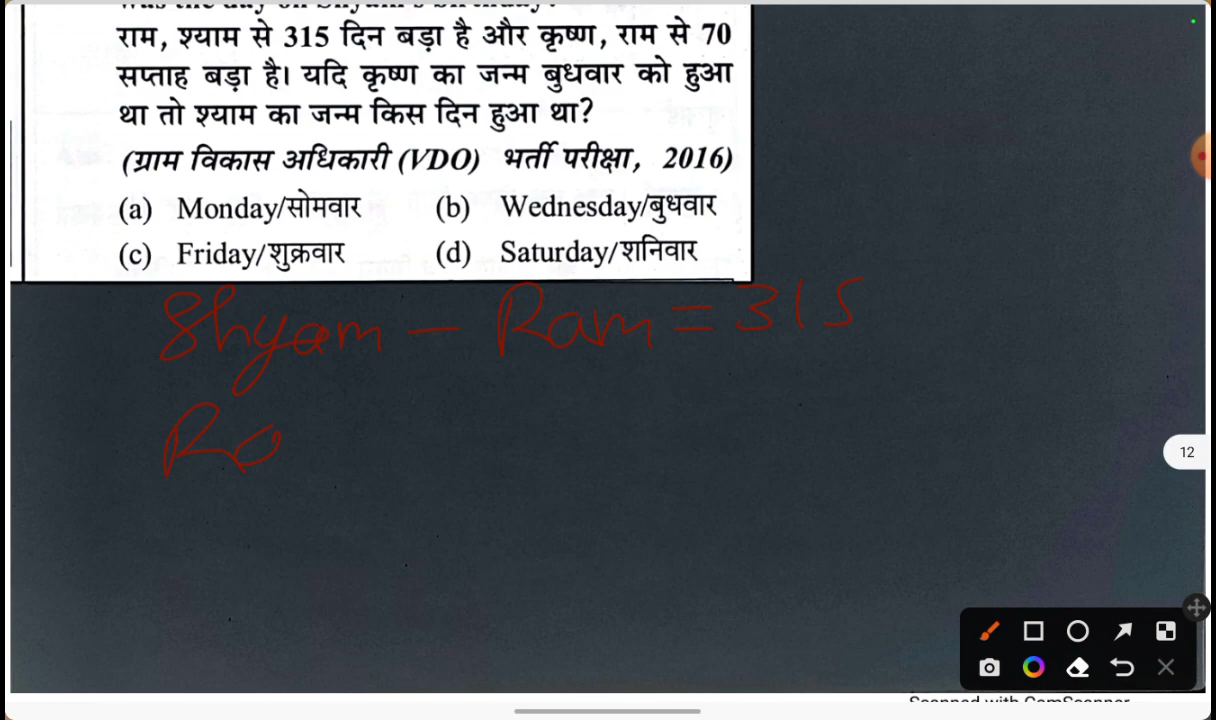 राम, श्याम से 315 दिन बड़ा है और कृष्ण, राम से 70
सप्ताह बड़ा है। यदि कृष्ण का जन्म बुधवार को हुआ
था तो श्याम का जन्म किस दिन हुआ था?
(ग्राम विकास अधिकारी (VDO) भर्ती परीक्षा, 2016)
(a) Monday/सोमवार (b) Wednesday/बुधवार
(c) Friday/शुक्रवार (d) Saturday/शनिवार
Shyam - Ram = 315
Ra
12